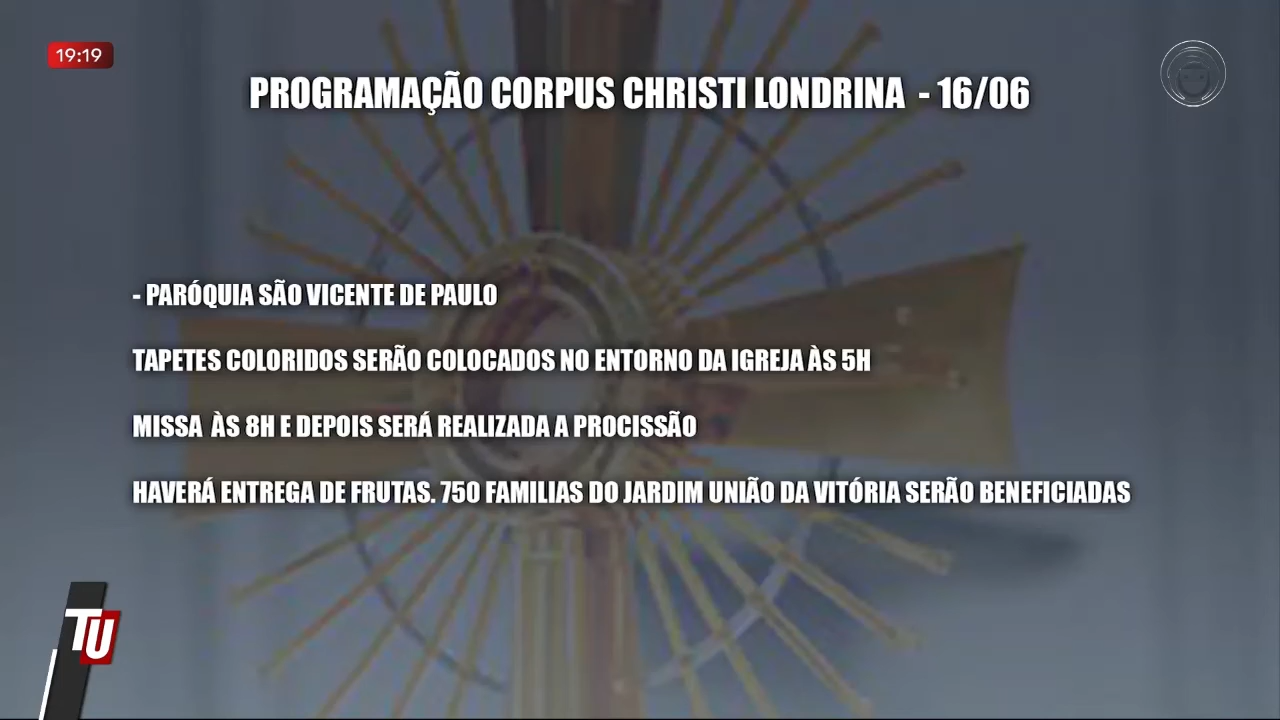 19:19
PROGRAMAÇÃO CORPUS CHRISTI LONDRINA - 16/06
- PARÓQUIA SÃO VICENTE DE PAULO
TAPETES COLORIDOS SERÃO COLOCADOS NO ENTORNO DA IGREJA ÀS 5H
MISSA ÀS 8H E DEPOIS SERÁ REALIZADA A PROCISSÃO
HAVERÁ ENTREGA DE FRUTAS. 750 FAMILIAS DO JARDIM UNIÃO DA VITÓRIA SERÃO BENEFICIADAS
TU